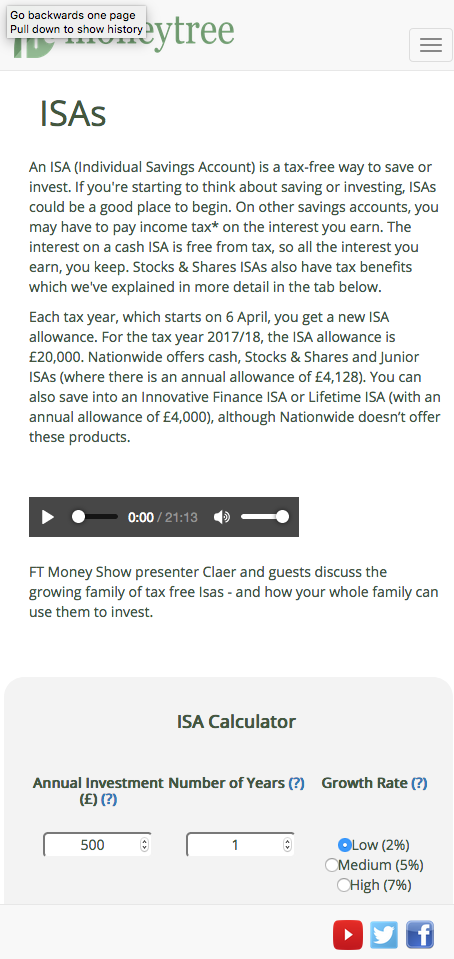 Go backwards one page
Pull down to show history
moneytree
ISAs
An ISA (Individual Savings Account) is a tax-free way to save or
invest. If you're starting to think about saving or investing, ISAs
could be a good place to begin. On other savings accounts, you
may have to pay income tax* on the interest you earn. The
interest on a cash ISA is free from tax, so all the interest you
earn, you keep. Stocks & Shares ISAs also have tax benefits
which we've explained in more detail in the tab below.
Each tax year, which starts on 6 April, you get a new ISA
allowance. For the tax year 2017/18, the ISA allowance is
£20,000. Nationwide offers cash, Stocks & Shares and Junior
ISAs (where there is an annual allowance of £4,128). You can
also save into an Innovative Finance ISA or Lifetime ISA (with an
annual allowance of £4,000), although Nationwide doesn’t offer
these products.
0:00 / 21:13
FT Money Show presenter Claer and guests discuss the
growing family of tax free Isas - and how your whole family can
use them to invest.
ISA Calculator
Annual Investment Number of Years (?) Growth Rate (?)
(£) (?)
500 1 Low (2%)
Medium (5%)
High (7%)